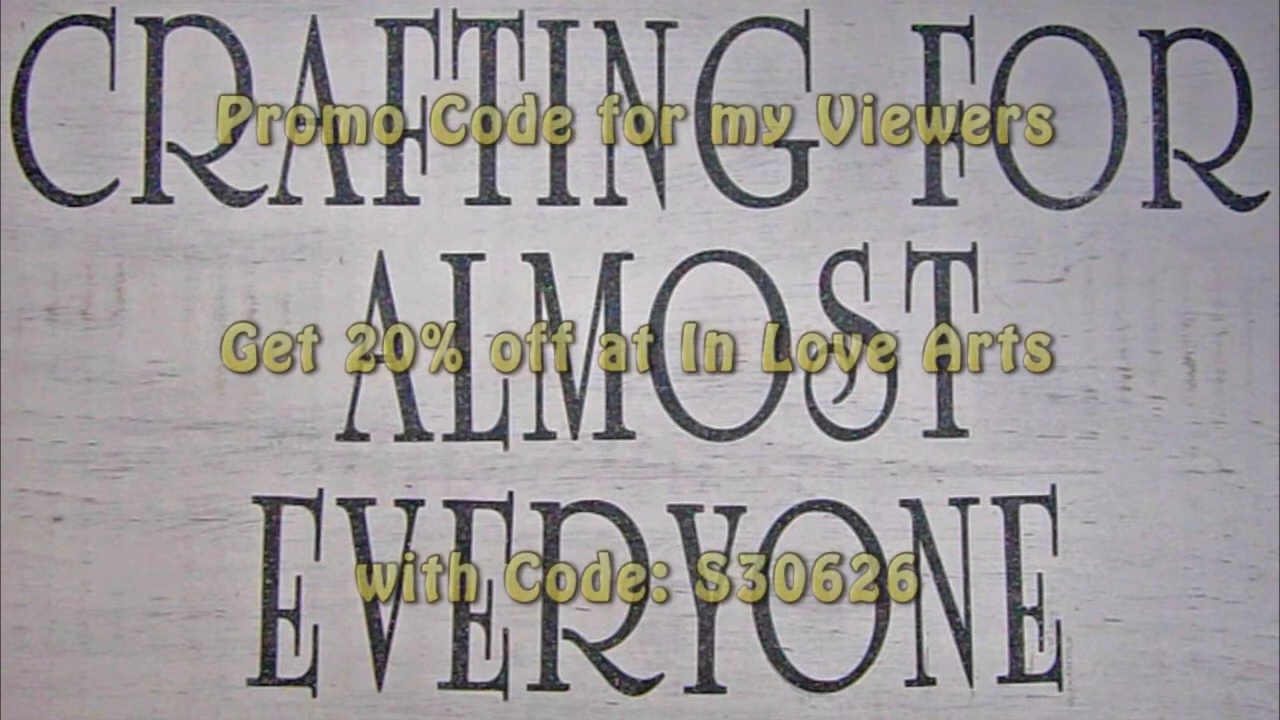 CRAFTING FOR
Promo Code for my Viewers
ALMOST
Get 20% off at In Love Arts
EVERYONE
with Code: S30626